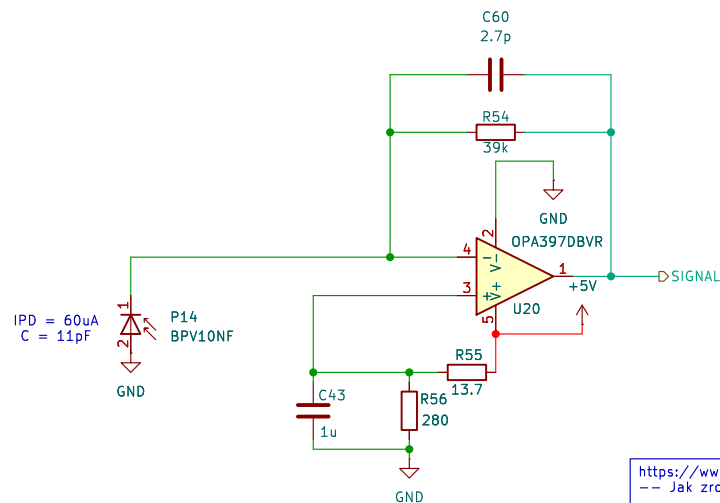 C60
2.7p
R54
39k
GND
2
OPA397DBVR
4
V-
1
SIGNAL
+5V
3
V+
U20
5
1
IPD = 60uA
C = 11pF
P14
BPV10NF
2
GND
R55
13.7
C43
1u
R56
280
GND
https://ww
-- Jak zro